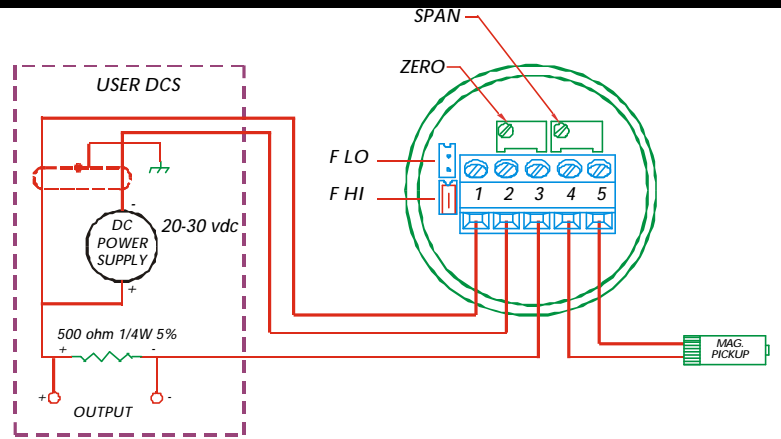 SPAN
USER DCS
ZERO
F LO
F HI
1 2 3 4 5
-
DC
POWER
SUPPLY
20-30 vdc
+
500 ohm 1/4W 5%
+ -
+ -
OUTPUT
MAG.
PICKUP